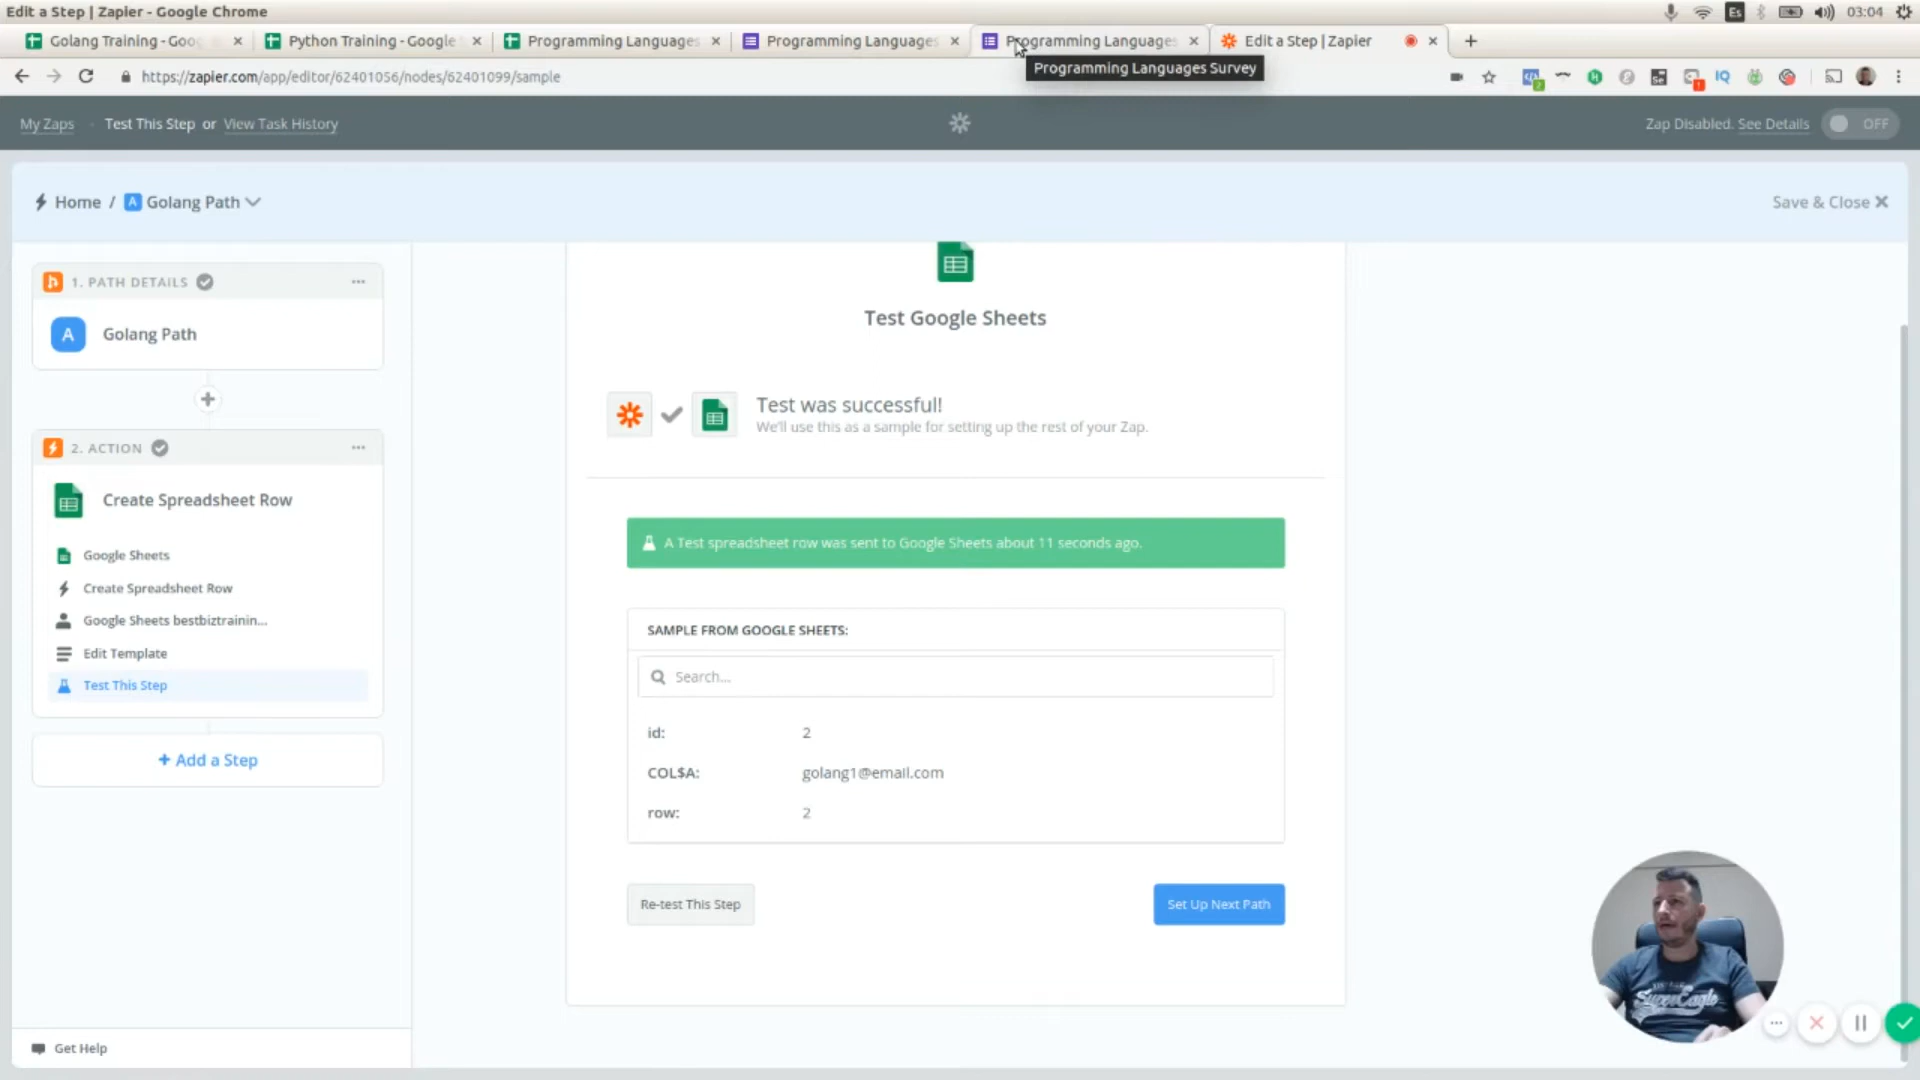 Edit a Step | Zapier - Google Chrome
Es
03:04
Golang Training - Goo
Python Training - Google
Programming Languages
Programming Languages
Programming Languages
Edit a Step | Zapier
https://zapier.com/app/editor/62401056/nodes/62401099/sample
Programming Languages Survey
My Zaps
Test This Step or View Task History
Zap Disabled. See Details
OFF
Home / A Golang Path
Save & Close
1. PATH DETAILS
A Golang Path
2. ACTION
Create Spreadsheet Row
Google Sheets
Create Spreadsheet Row
Google Sheets bestbiztrainin...
Edit Template
Test This Step
+ Add a Step
Get Help
Test Google Sheets
Test was successful!
We'll use this as a sample for setting up the rest of your Zap.
A Test spreadsheet row was sent to Google Sheets about 11 seconds ago.
SAMPLE FROM GOOGLE SHEETS:
Search...
id: 2
COL$A: golang1@email.com
row: 2
Re-test This Step
Set Up Next Path
SuperEagle